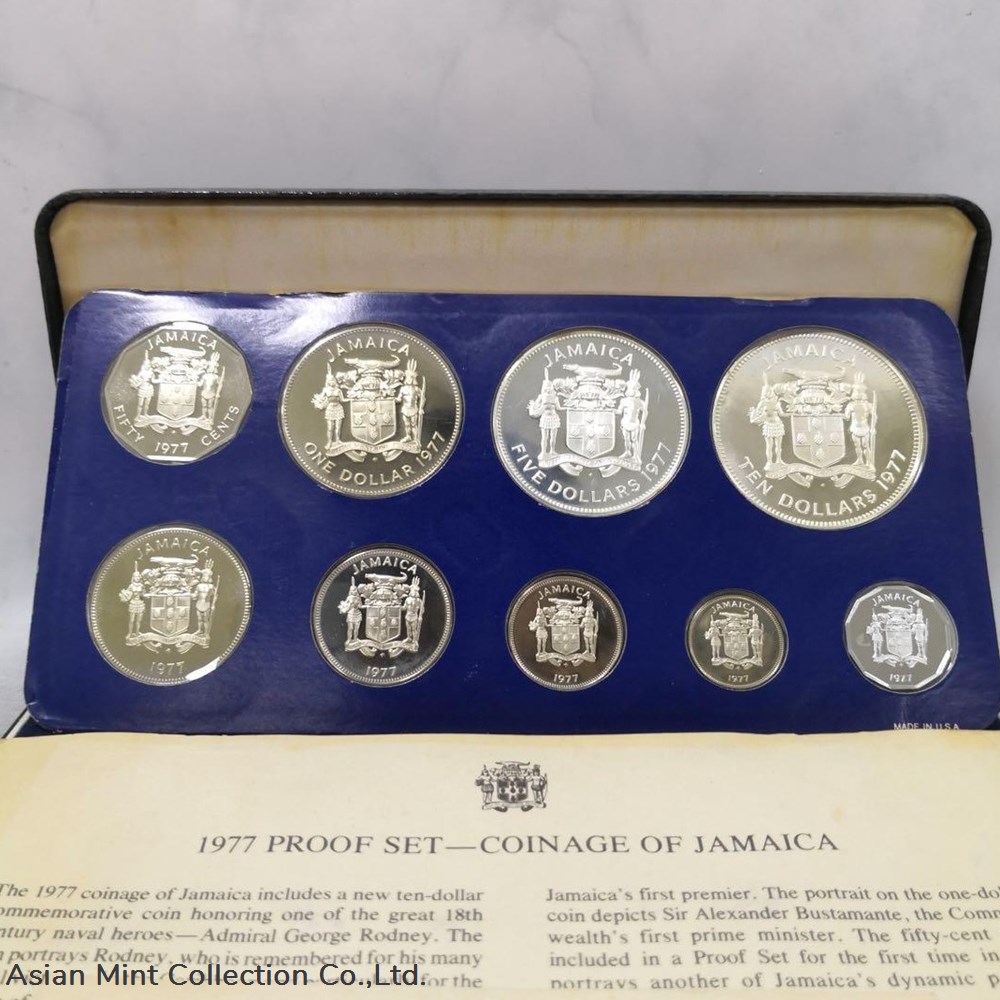 JAMAICA
FIFTY CENTS
1977
JAMAICA
ONE DOLLAR 1977
JAMAICA
FIVE DOLLARS 1977
JAMAICA
TEN DOLLARS 1977
JAMAICA
1977
JAMAICA
1977
JAMAICA
1977
JAMAICA
1977
JAMAICA
1977
MADE IN U.S.A.
1977 PROOF SET—COINAGE OF JAMAICA
The 1977 coinage of Jamaica includes a new ten-dollar
ommemorative coin honoring one of the great 18th
ntury naval heroes—Admiral George Rodney. The
portrays Rodney, who is remembered for his many
for the
of
Jamaica's first premier. The portrait on the one-do
coin depicts Sir Alexander Bustamante, the Comm
wealth's first prime minister. The fifty-cent
included in a Proof Set for the first time in
portrays another of Jamaica's dynamic p
Asian Mint Collection Co.,Ltd.